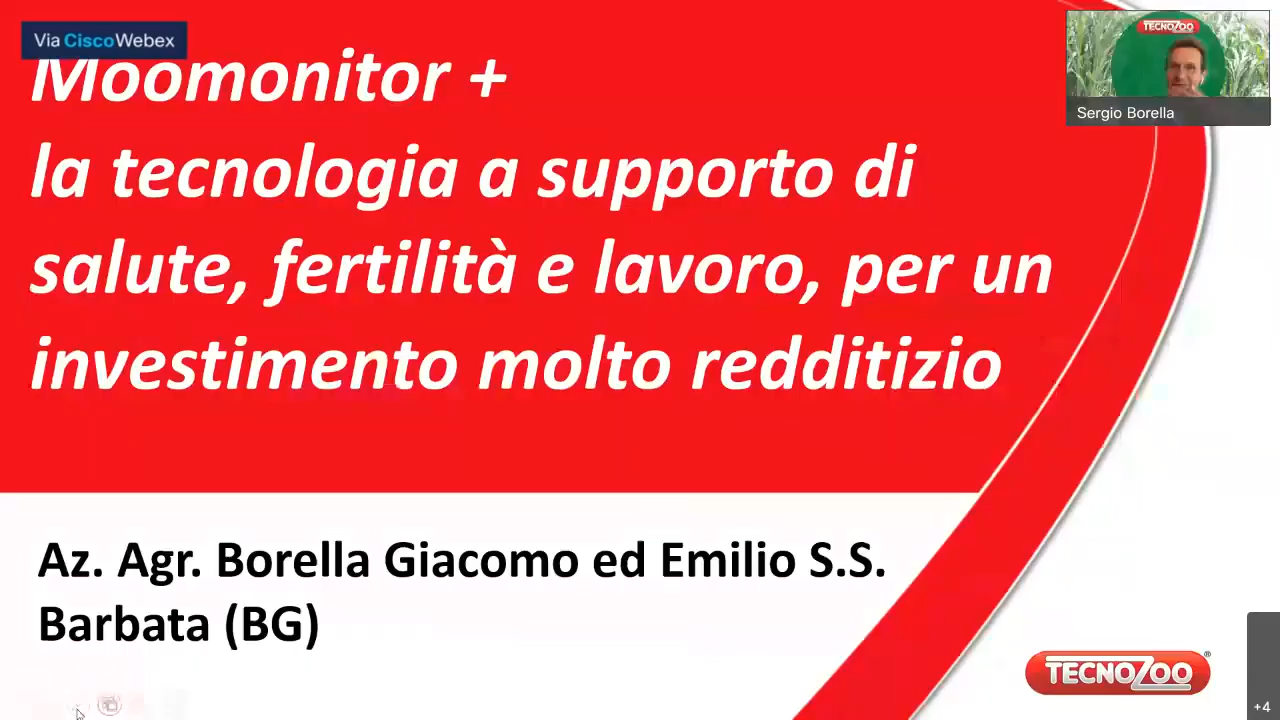 Via CiscoWebex
Moomonitor +
la tecnologia a supporto di
salute, fertilità e lavoro, per un
investimento molto redditizio
TECNOZOO
Sergio Borella
Az. Agr. Borella Giacomo ed Emilio S.S.
Barbata (BG)
TECNOZOO®
+4